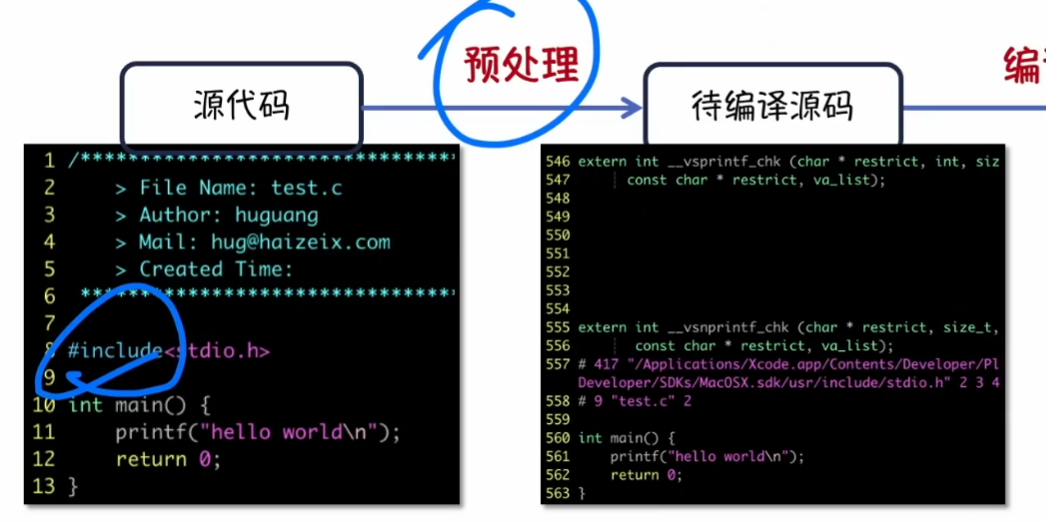 预处理
编
源代码
待编译源码
1 /********************************
2 > File Name: test.c
3 > Author: huguang
4 > Mail: hug@haizeix.com
5 > Created Time:
6 ********************************
7
8 #include<stdio.h>
9
10 int main() {
11 printf("hello world\n");
12 return 0;
13 }
546 extern int __vsprintf_chk (char * restrict, int, siz
547 const char * restrict, va_list);
548
549
550
551
552
553
554
555 extern int __vsnprintf_chk (char * restrict, size_t,
556 const char * restrict, va_list);
557 # 417 "/Applications/Xcode.app/Contents/Developer/Pl
Developer/SDKs/MacOSX.sdk/usr/include/stdio.h" 2 3 4
558 # 9 "test.c" 2
559
560 int main() {
561 printf("hello world\n");
562 return 0;
563 }